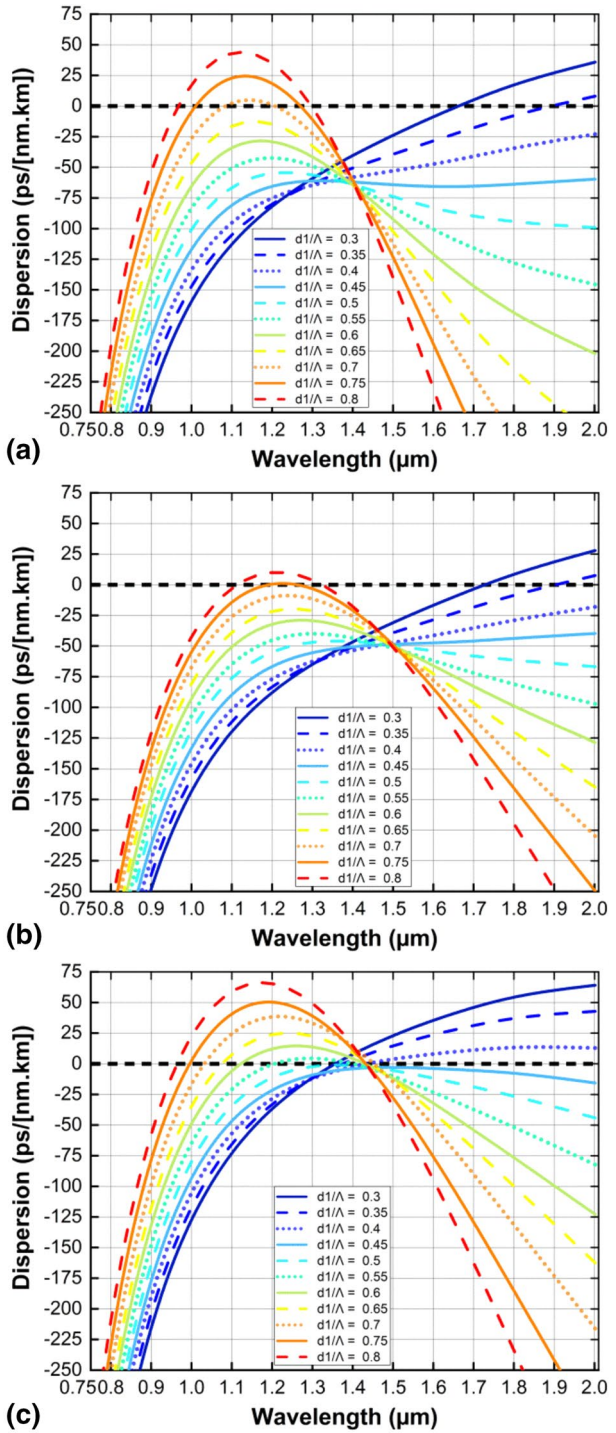 75
50
25
0
-25
-50
-75
-100
-125
-150
-175
-200
-225
-250
Dispersion (ps/[nm.km])
d1/Λ = 0.3
d1/Λ = 0.35
d1/Λ = 0.4
d1/Λ = 0.45
d1/Λ = 0.5
d1/Λ = 0.55
d1/Λ = 0.6
d1/Λ = 0.65
d1/Λ = 0.7
d1/Λ = 0.75
d1/Λ = 0.8
0.75 0.8 0.9 1.0 1.1 1.2 1.3 1.4 1.5 1.6 1.7 1.8 1.9 2.0
(a) Wavelength (µm)
75
50
25
0
-25
-50
-75
-100
-125
-150
-175
-200
-225
-250
Dispersion (ps/[nm.km])
d1/Λ = 0.3
d1/Λ = 0.35
d1/Λ = 0.4
d1/Λ = 0.45
d1/Λ = 0.5
d1/Λ = 0.55
d1/Λ = 0.6
d1/Λ = 0.65
d1/Λ = 0.7
d1/Λ = 0.75
d1/Λ = 0.8
0.75 0.8 0.9 1.0 1.1 1.2 1.3 1.4 1.5 1.6 1.7 1.8 1.9 2.0
(b) Wavelength (µm)
75
50
25
0
-25
-50
-75
-100
-125
-150
-175
-200
-225
-250
Dispersion (ps/[nm.km])
d1/Λ = 0.3
d1/Λ = 0.35
d1/Λ = 0.4
d1/Λ = 0.45
d1/Λ = 0.5
d1/Λ = 0.55
d1/Λ = 0.6
d1/Λ = 0.65
d1/Λ = 0.7
d1/Λ = 0.75
d1/Λ = 0.8
0.75 0.8 0.9 1.0 1.1 1.2 1.3 1.4 1.5 1.6 1.7 1.8 1.9 2.0
(c) Wavelength (µm)